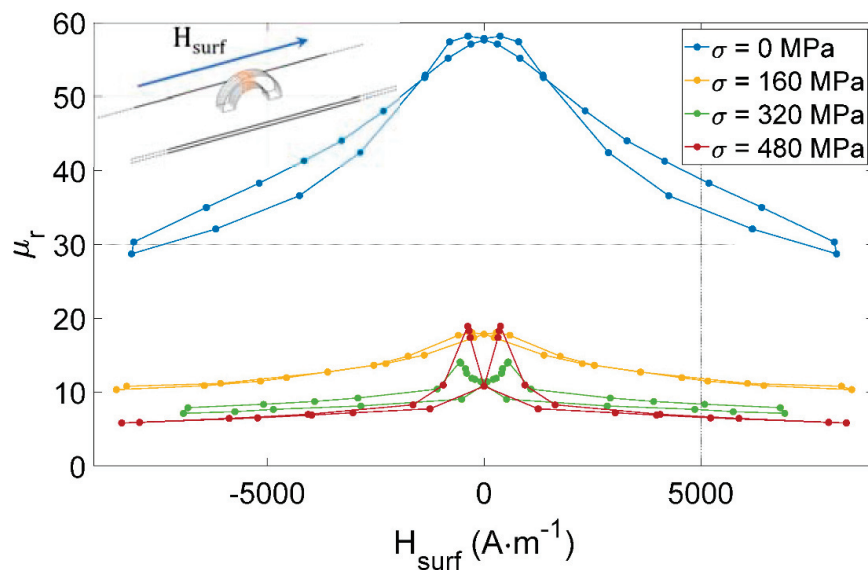 60
50
40
30
20
10
0
-5000
0
5000
μr
Hsurf (A·m⁻¹)
Hsurf
σ = 0 MPa
σ = 160 MPa
σ = 320 MPa
σ = 480 MPa